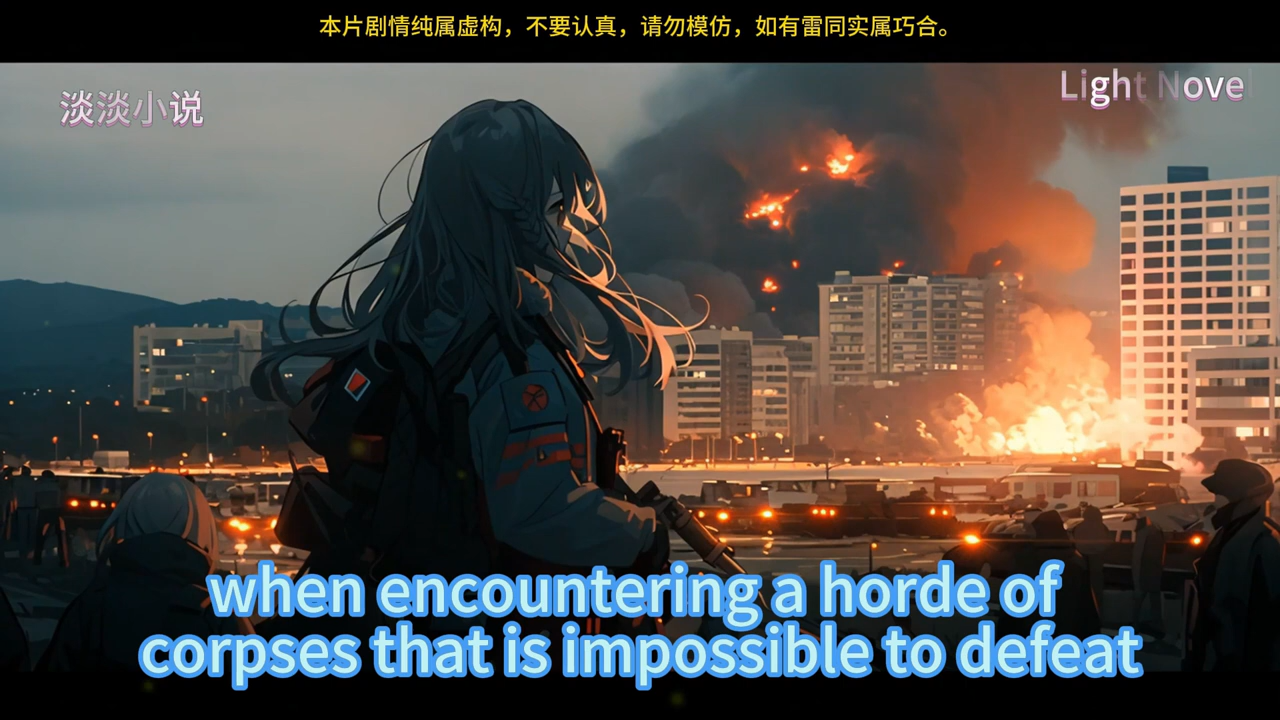 本片剧情纯属虚构，不要认真，请勿模仿，如有雷同实属巧合。
淡淡小说
Light Novel
when encountering a horde of
corpses that is impossible to defeat